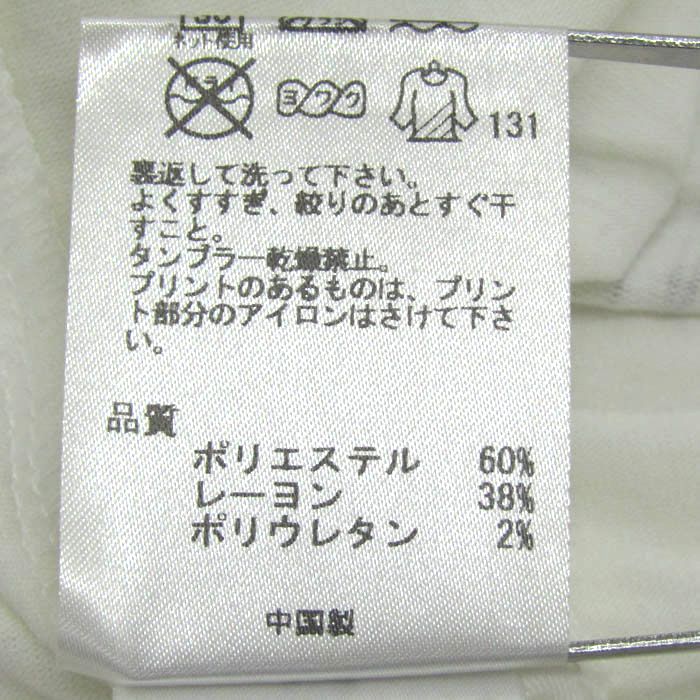 ネット使用
ヨワク
131
裏返して洗って下さい。
よくすすぎ、絞りのあとすぐ干
すこと。
タンブラー乾燥禁止。
プリントのあるものは、プリン
ト部分のアイロンはさけて下さ
い。
品質
ポリエステル 60%
レーヨン 38%
ポリウレタン 2%
中国製